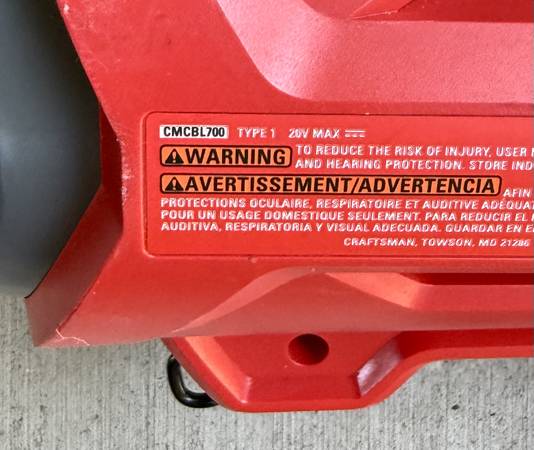 CMCBL700 TYPE 1 20V MAX
WARNING TO REDUCE THE RISK OF INJURY, USER
AND HEARING PROTECTION. STORE
AVERTISSEMENT/ADVERTENCIA AFIN
PROTECTIONS OCULAIRE, RESPIRATOIRE ET AUDITIVE
POUR UN USAGE DOMESTIQUE SEULEMENT. PARA REDUCIR EL
AUDITIVA, RESPIRATORIA Y VISUAL ADECUADA. GUARDAR EN
CRAFTSMAN, TOWSON, MD 21286